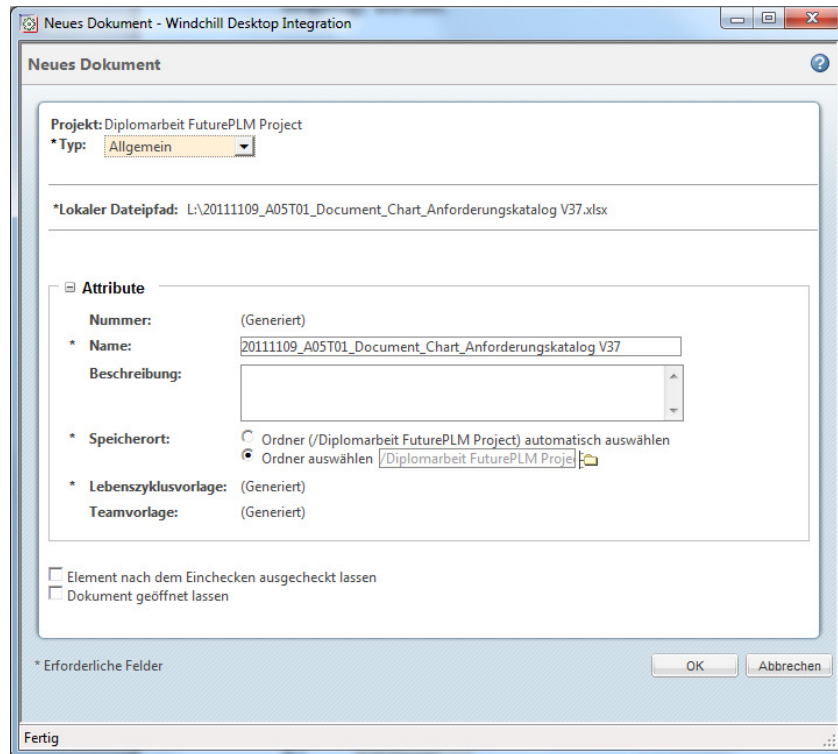 Neues Dokument - Windchill Desktop Integration
Neues Dokument
Projekt: Diplomarbeit FuturePLM Project
*Typ: Allgemein
*Lokaler Dateipfad: L:\20111109_A05T01_Document_Chart_Anforderungskatalog V37.xlsx
Attribute
Nummer: (Generiert)
* Name: 20111109_A05T01_Document_Chart_Anforderungskatalog V37
Beschreibung:
* Speicherort: Ordner (/Diplomarbeit FuturePLM Project) automatisch auswählen
Ordner auswählen /Diplomarbeit FuturePLM Proje
* Lebenszyklusvorlage: (Generiert)
Teamvorlage: (Generiert)
Element nach dem Einchecken ausgecheckt lassen
Dokument geöffnet lassen
* Erforderliche Felder OK Abbrechen
Fertig